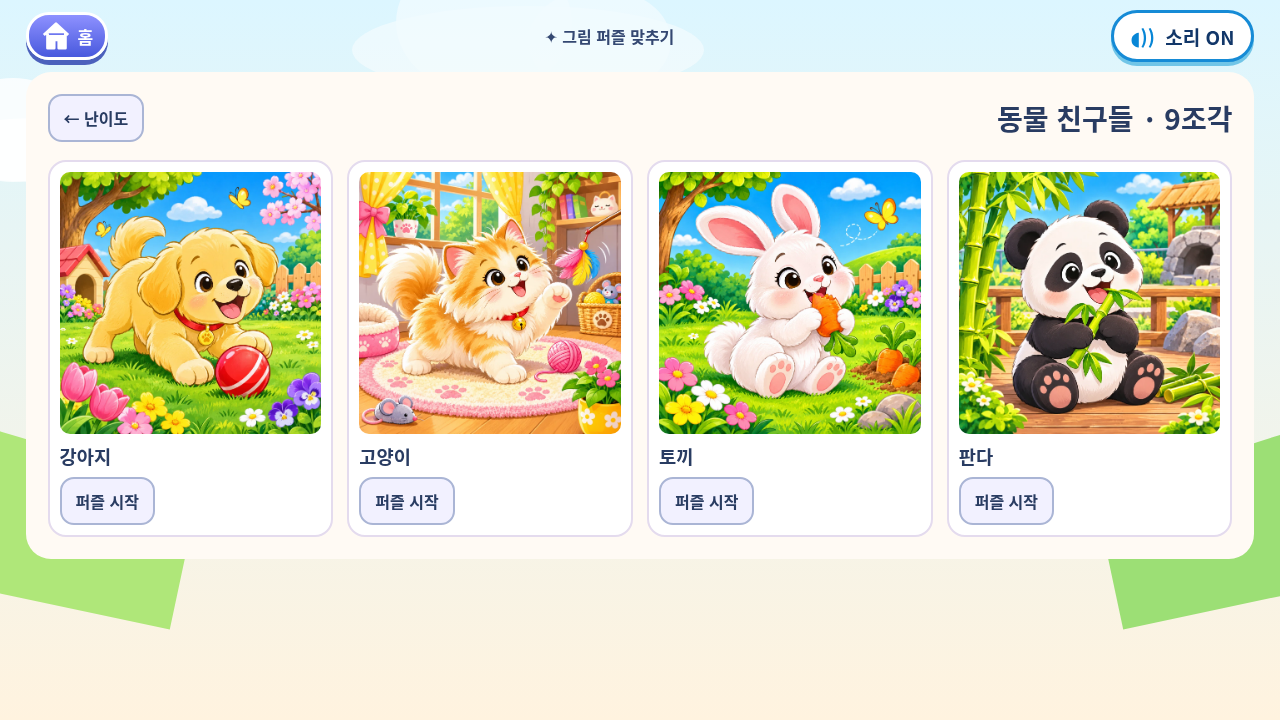 홈
✦ 그림 퍼즐 맞추기
소리 ON
← 난이도
동물 친구들 · 9조각
강아지
퍼즐 시작
고양이
퍼즐 시작
토끼
퍼즐 시작
판다
퍼즐 시작